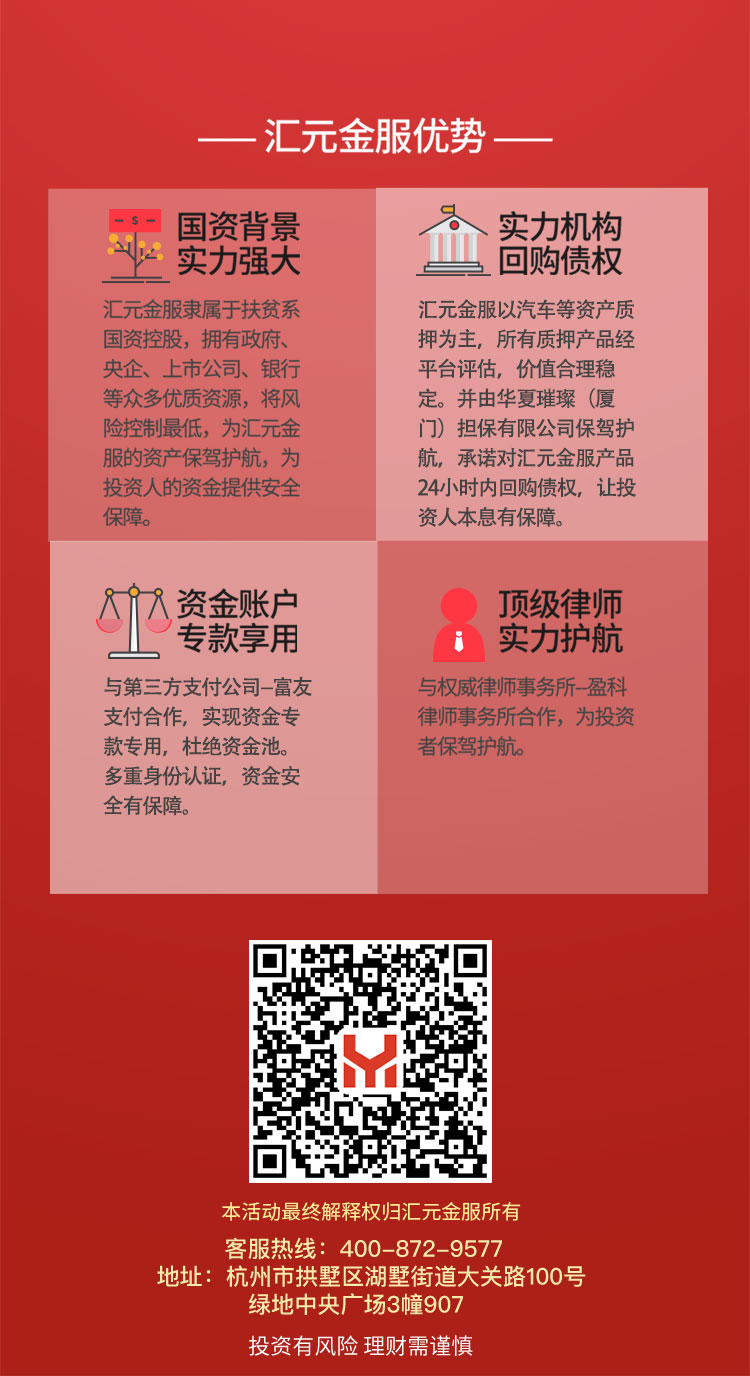 汇元金服优势
国资背景
实力强大
汇元金服隶属于扶贫系
国资控股，拥有政府、
央企、上市公司、银行
等众多优质资源，将风
险控制最低，为汇元金
服的资产保驾护航，为
投资人的资金提供安全
保障。
实力机构
回购债权
汇元金服以汽车等资产质
押为主，所有质押产品经
平台评估，价值合理稳
定。并由华夏璀璨（厦
门）担保有限公司保驾护
航，承诺对汇元金服产品
24小时内回购债权，让投
资人本息有保障。
资金账户
专款享用
与第三方支付公司–富友
支付合作，实现资金专
款专用，杜绝资金池。
多重身份认证，资金安
全有保障。
顶级律师
实力护航
与权威律师事务所–盈科
律师事务所合作，为投资
者保驾护航。
本活动最终解释权归汇元金服所有
客服热线：400-872-9577
地址：杭州市拱墅区湖墅街道大关路100号
绿地中央广场3幢907
投资有风险 理财需谨慎